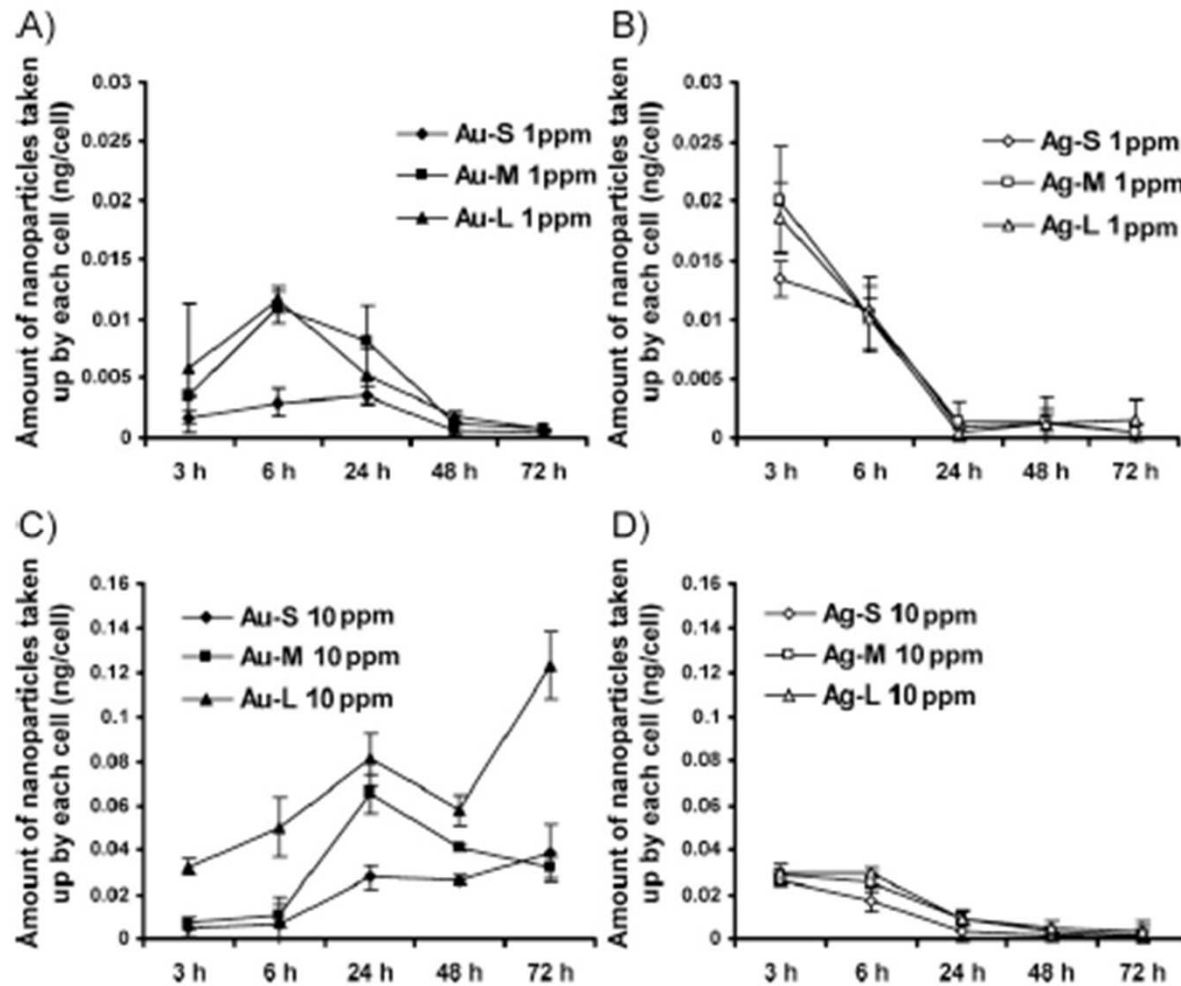 A)
Amount of nanoparticles taken
up by each cell (ng/cell)
0.03
0.025
0.02
0.015
0.01
0.005
0
Au-S 1ppm
Au-M 1ppm
Au-L 1ppm
3 h 6 h 24 h 48 h 72 h
B)
Amount of nanoparticles taken
up by each cell (ng/cell)
0.03
0.025
0.02
0.015
0.01
0.005
0
Ag-S 1ppm
Ag-M 1ppm
Ag-L 1ppm
3 h 6 h 24 h 48 h 72 h
C)
Amount of nanoparticles taken
up by each cell (ng/cell)
0.16
0.14
0.12
0.1
0.08
0.06
0.04
0.02
0
Au-S 10 ppm
Au-M 10 ppm
Au-L 10 ppm
3 h 6 h 24 h 48 h 72 h
D)
Amount of nanoparticles taken
up by each cell (ng/cell)
0.16
0.14
0.12
0.1
0.08
0.06
0.04
0.02
0
Ag-S 10 ppm
Ag-M 10 ppm
Ag-L 10 ppm
3 h 6 h 24 h 48 h 72 h